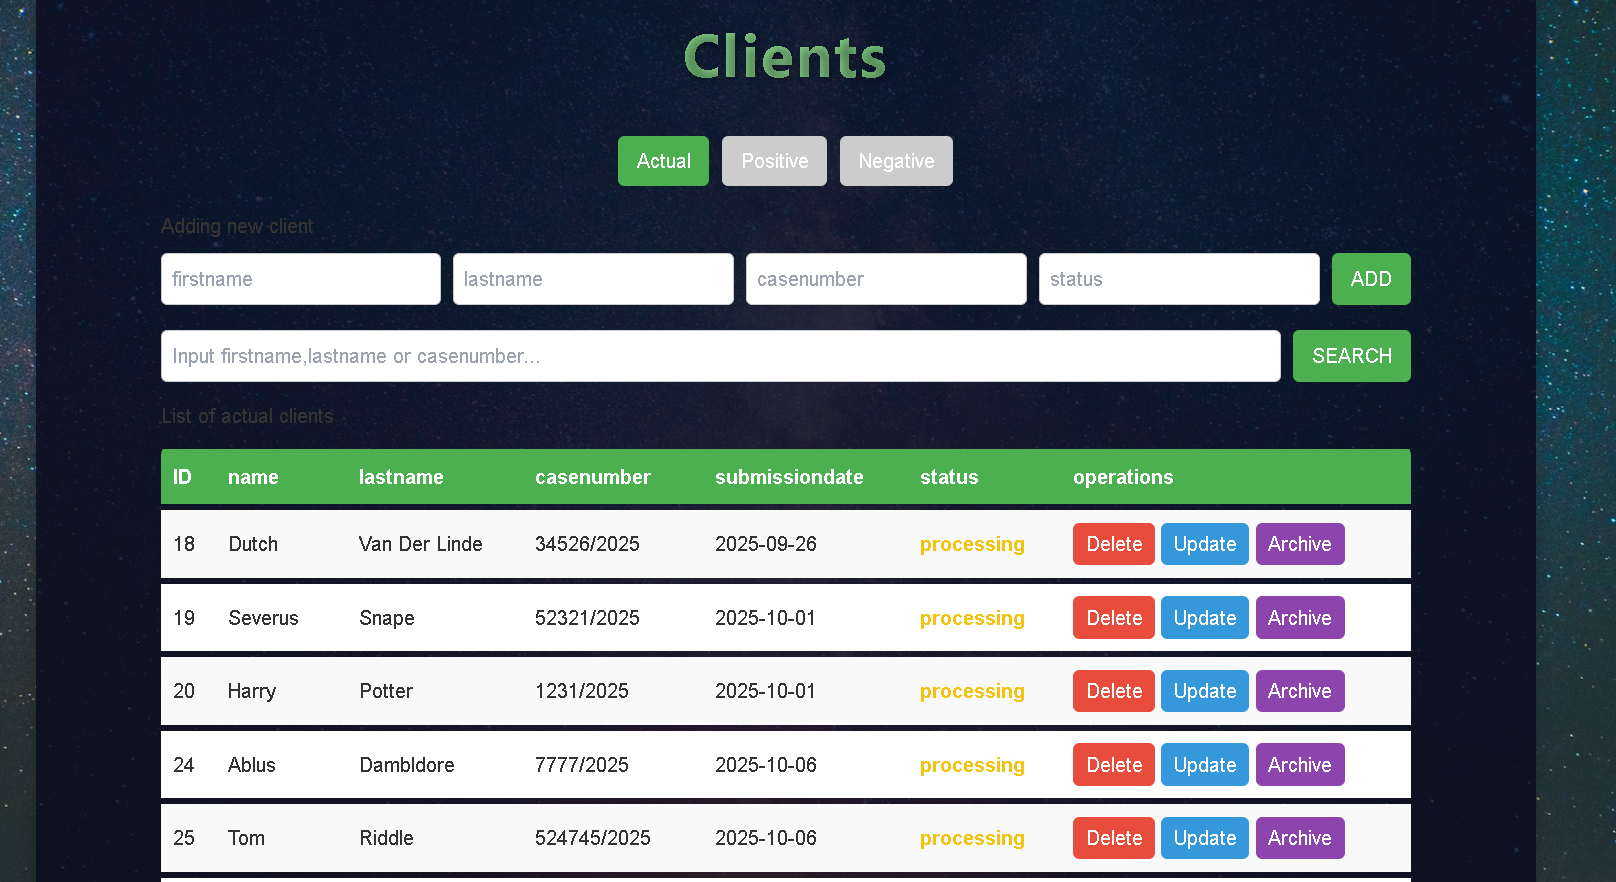 Clients
Actual Positive Negative
Adding new client
firstname lastname casenumber status ADD
Input firstname,lastname or casenumber... SEARCH
List of actual clients
ID name lastname casenumber submissiondate status operations
18 Dutch Van Der Linde 34526/2025 2025-09-26 processing Delete Update Archive
19 Severus Snape 52321/2025 2025-10-01 processing Delete Update Archive
20 Harry Potter 1231/2025 2025-10-01 processing Delete Update Archive
24 Ablus Dambldore 7777/2025 2025-10-06 processing Delete Update Archive
25 Tom Riddle 524745/2025 2025-10-06 processing Delete Update Archive